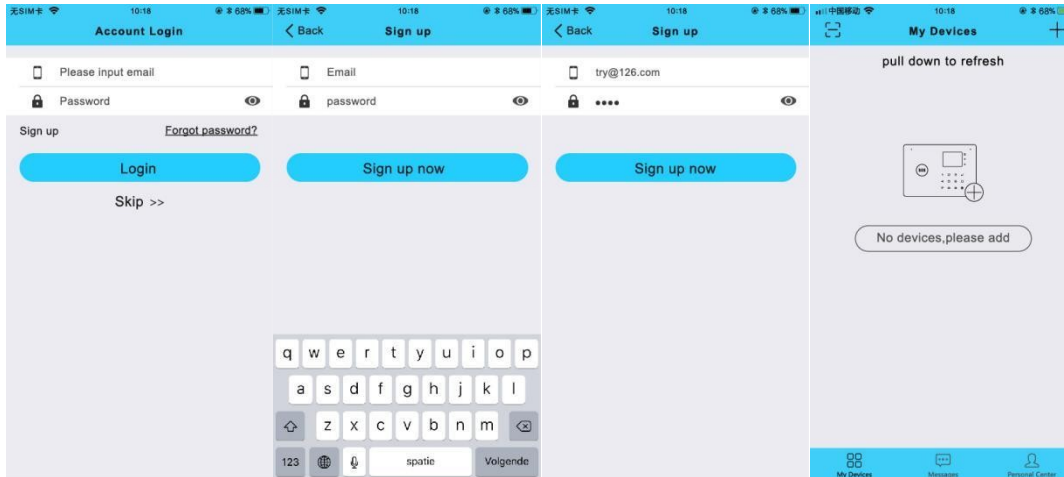 无SIM卡 10:18 68%
Account Login
Please input email
Password
Sign up Forgot password?
Login
Skip >>
无SIM卡 10:18 68%
Back Sign up
Email
password
Sign up now
q w e r t y u i o p
a s d f g h j k l
z x c v b n m
123 spatie Volgende
无SIM卡 10:18 68%
Back Sign up
try@126.com
••••
Sign up now
中国移动 10:18 68%
My Devices +
pull down to refresh
No devices,please add
My Devices Messages Personal Center